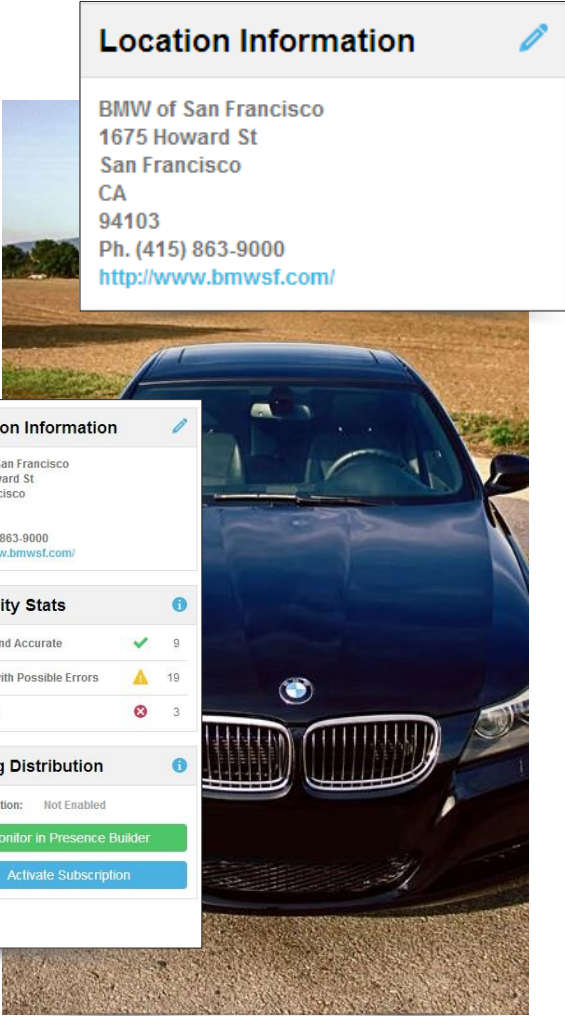 Location Information
BMW of San Francisco
1675 Howard St
San Francisco
CA
94103
Ph. (415) 863-9000
http://www.bmwsf.com/
on Information
an Francisco
ard St
cisco
863-9000
w.bmwsf.com/
ity Stats
nd Accurate 9
ith Possible Errors 19
3
g Distribution
tion: Not Enabled
onitor in Presence Builder
Activate Subscription